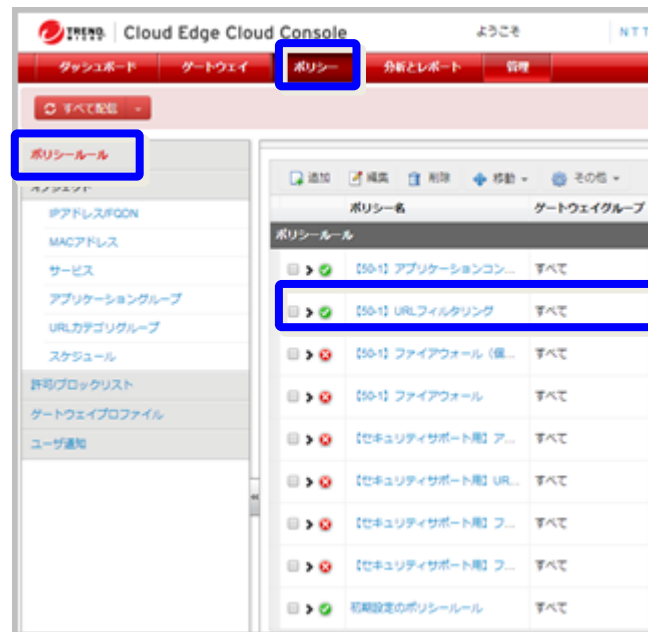 TREND | Cloud Edge Cloud Console ようこそ NTT
ダッシュボード ゲートウェイ ポリシー 分析とレポート 管理
すべて配信
ポリシールール
オブジェクト
IPアドレス/FQDN
MACアドレス
サービス
アプリケーショングループ
URLカテゴリグループ
スケジュール
許可/ブロックリスト
ゲートウェイプロファイル
ユーザ通知
追加 編集 削除 移動 その他
ポリシー名 ゲートウェイグループ
ポリシールール
【50-1】アプリケーションコン... すべて
【50-1】URLフィルタリング すべて
【50-1】ファイアウォール（個... すべて
【50-1】ファイアウォール すべて
【セキュリティサポート用】ア... すべて
【セキュリティサポート用】UR... すべて
【セキュリティサポート用】フ... すべて
【セキュリティサポート用】フ... すべて
初期設定のポリシールール すべて